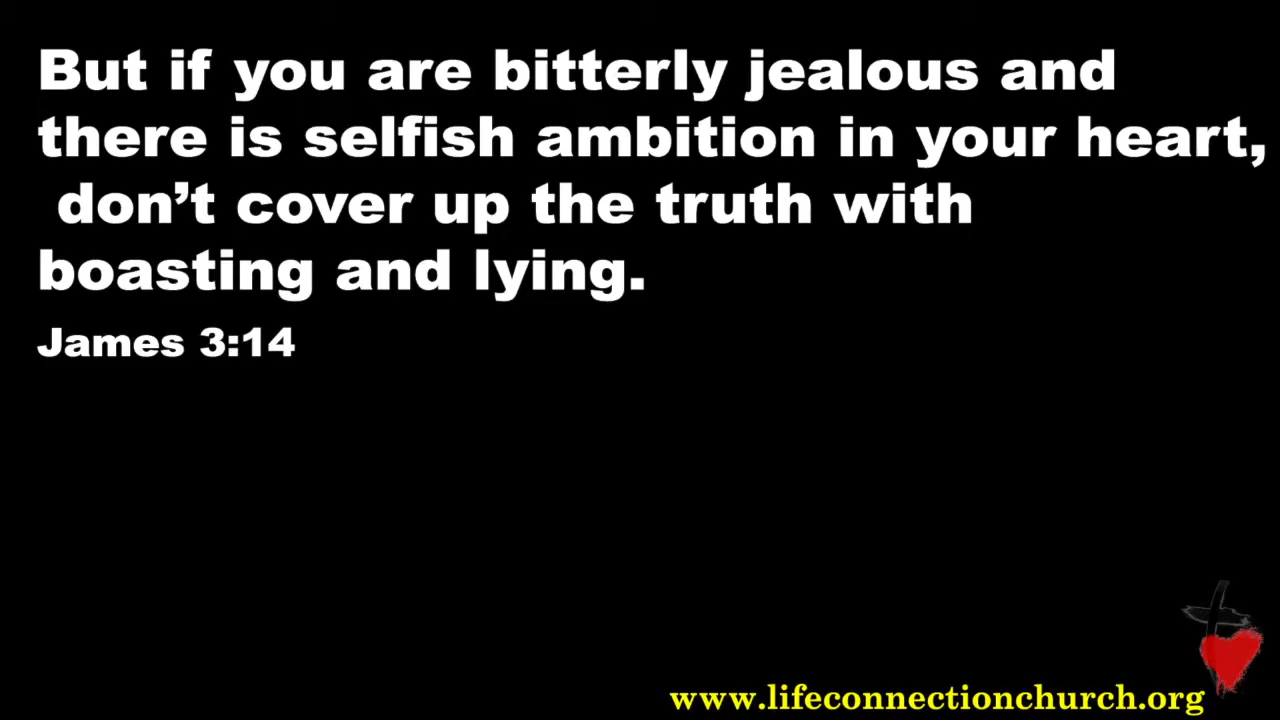 But if you are bitterly jealous and
there is selfish ambition in your heart,
don’t cover up the truth with
boasting and lying.
James 3:14
www.lifeconnectionchurch.org